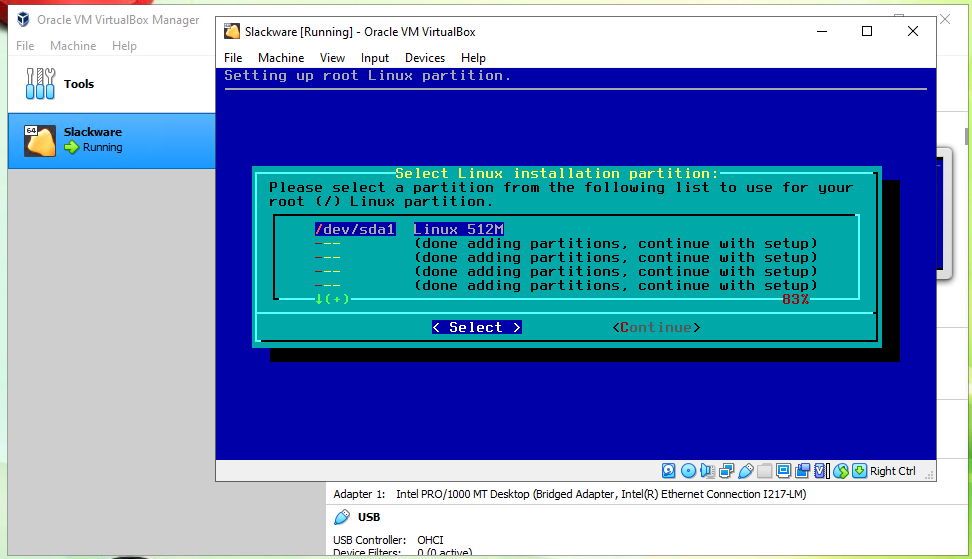 Oracle VM VirtualBox Manager
File Machine Help
Tools
64
Slackware
Running
Slackware [Running] - Oracle VM VirtualBox
File Machine View Input Devices Help
Setting up root Linux partition.
Select Linux installation partition:
Please select a partition from the following list to use for your
root (/) Linux partition.
/dev/sda1 Linux 512M
--- (done adding partitions, continue with setup)
--- (done adding partitions, continue with setup)
--- (done adding partitions, continue with setup)
--- (done adding partitions, continue with setup)
↓(+) 83%
< Select > <Continue>
Right Ctrl
Adapter 1: Intel PRO/1000 MT Desktop (Bridged Adapter, Intel(R) Ethernet Connection I217-LM)
USB
USB Controller: OHCI
Device Filters: 0 (0 active)